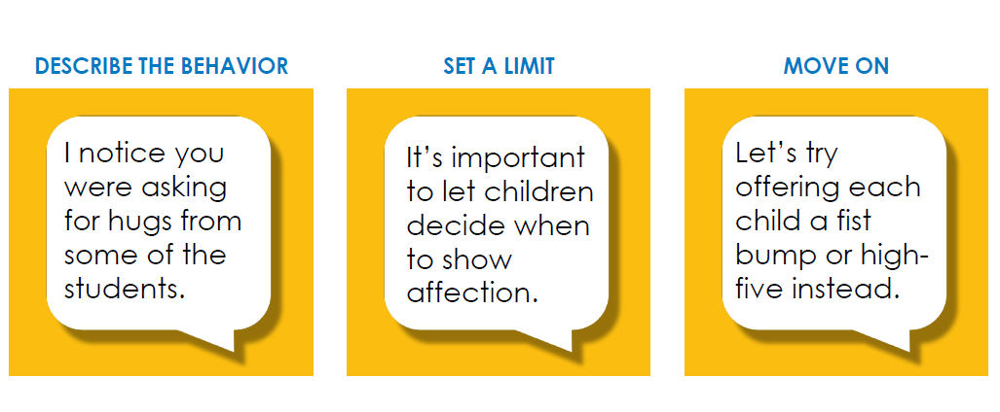 DESCRIBE THE BEHAVIOR
I notice you
were asking
for hugs from
some of the
students.
SET A LIMIT
It’s important
to let children
decide when
to show
affection.
MOVE ON
Let’s try
offering each
child a fist
bump or high-
five instead.